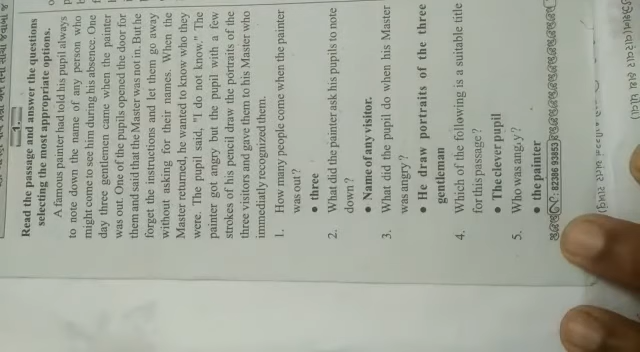 1.
Read the passage and answer the questions
selecting the most appropriate options.
A famous painter had told his pupil always
to note down the name of any person who
might come to see him during his absence. One
day three gentlemen came when the painter
was out. One of the pupils opened the door for
them and said that the Master was not in. But he
forget the instructions and let them go away
without asking for their names. When the
Master returned, he wanted to know who they
were. The pupil said, "I do not know." The
painter got angry, but the pupil with a few
strokes of his pencil draw the pórtraits of the
three visitors and gave them to his Master who
immediatly recognized them.
1. How many people come when the painter
was out?
• three
2. What did the painter ask his pupils to note
down?
• Name of any visitor.
3. What did the pupil do when his Master
was angry?
• He draw portraits of the three
gentleman
4. Which of the following is a suitable title
for this passage?
• The clever pupil
5. Who was ang.y?
• the painter
82386 93853